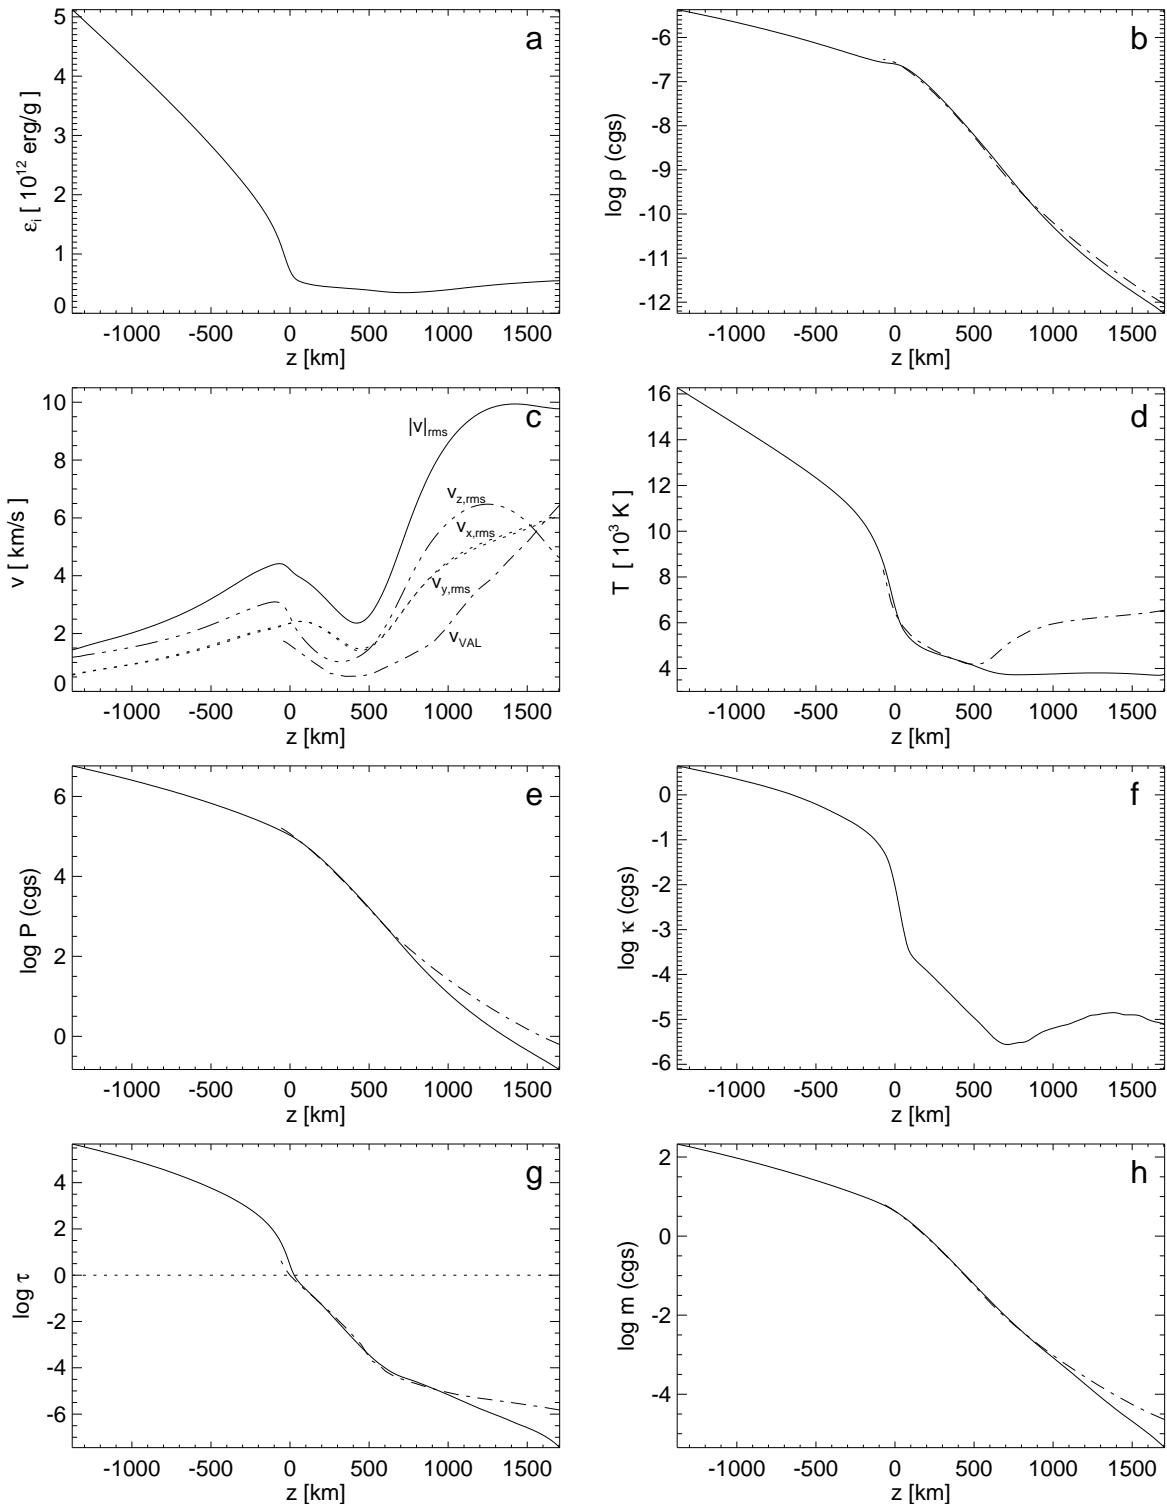 a
5
4
3
2
1
0
εi [ 10^12 erg/g ]
-1000 -500 0 500 1000 1500
z [km]
b
-6
-7
-8
-9
-10
-11
-12
log ρ (cgs)
-1000 -500 0 500 1000 1500
z [km]
c
10
8
6
4
2
0
v [ km/s ]
|v|rms
vz,rms
vx,rms
vy,rms
vVAL
-1000 -500 0 500 1000 1500
z [km]
d
16
14
12
10
8
6
4
T [ 10^3 K ]
-1000 -500 0 500 1000 1500
z [km]
e
6
4
2
0
log P (cgs)
-1000 -500 0 500 1000 1500
z [km]
f
0
-1
-2
-3
-4
-5
-6
log κ (cgs)
-1000 -500 0 500 1000 1500
z [km]
g
4
2
0
-2
-4
-6
log τ
-1000 -500 0 500 1000 1500
z [km]
h
2
0
-2
-4
log m (cgs)
-1000 -500 0 500 1000 1500
z [km]